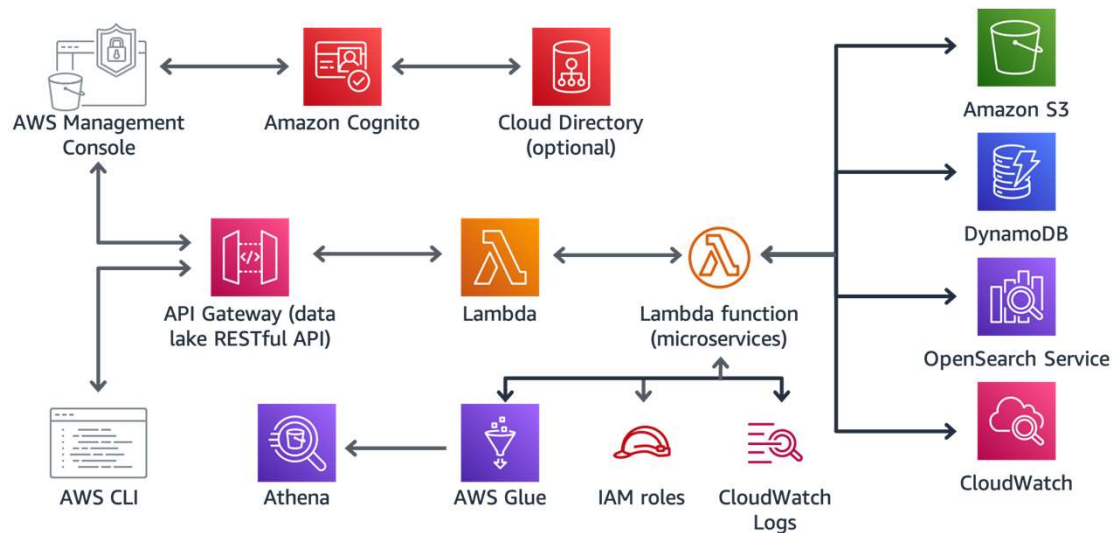 AWS Management
Console
Amazon Cognito
Cloud Directory
(optional)
Amazon S3
DynamoDB
API Gateway (data
lake RESTful API)
Lambda
Lambda function
(microservices)
OpenSearch Service
AWS CLI
Athena
AWS Glue
IAM roles
CloudWatch
Logs
CloudWatch